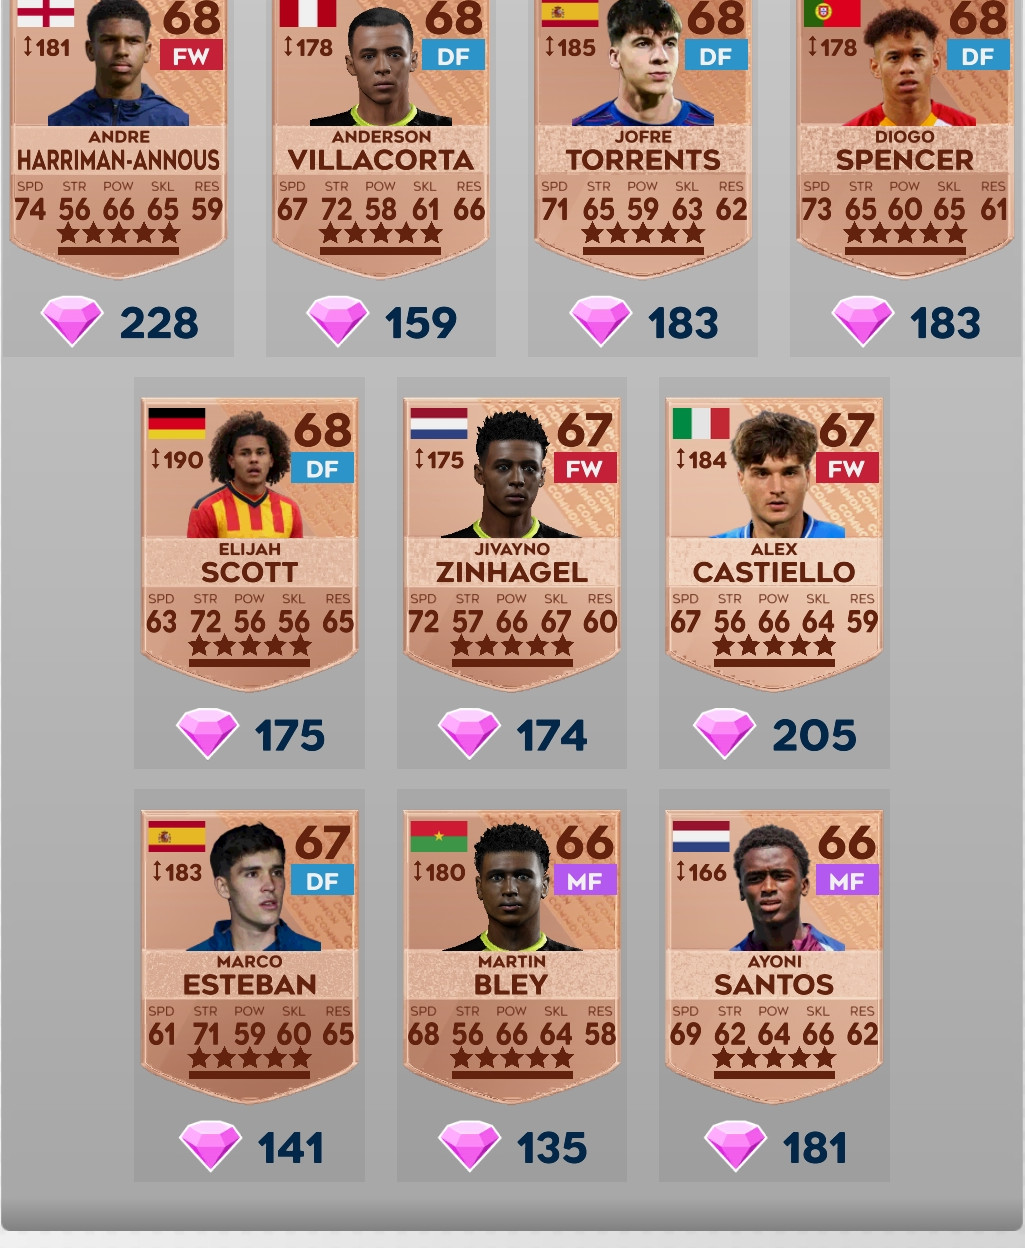 68 68 68 68
181 FW 178 DF 185 DF 178 DF
ANDRE ANDERSON JOFRE DIOGO
HARRIMAN-ANNOUS VILLACORTA TORRENTS SPENCER
SPD STR POW SKL RES SPD STR POW SKL RES SPD STR POW SKL RES SPD STR POW SKL RES
74 56 66 65 59 67 72 58 61 66 71 65 59 63 62 73 65 60 65 61
228 159 183 183
68 67 67
190 DF 175 FW 184 FW
ELIJAH JIVAYNO ALEX
SCOTT ZINHAGEL CASTIELLO
SPD STR POW SKL RES SPD STR POW SKL RES SPD STR POW SKL RES
63 72 56 56 65 72 57 66 67 60 67 56 66 64 59
175 174 205
67 66 66
183 DF 180 MF 166 MF
MARCO MARTIN AYONI
ESTEBAN BLEY SANTOS
SPD STR POW SKL RES SPD STR POW SKL RES SPD STR POW SKL RES
61 71 59 60 65 68 56 66 64 58 69 62 64 66 62
141 135 181